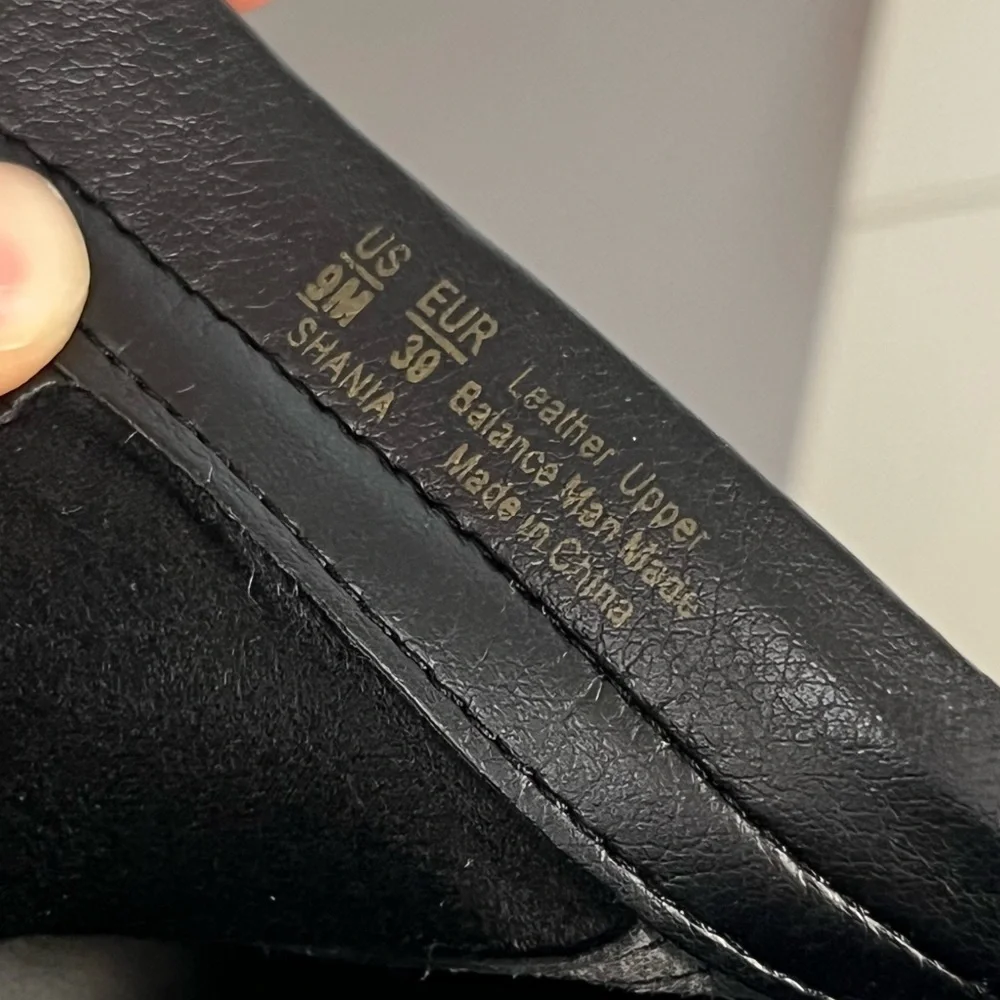 US EUR
9M 39
SHANIA
Leather Upper
Balance Man Made
Made in China